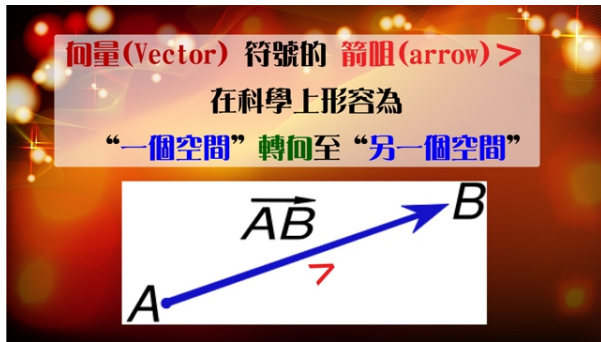 向量(Vector) 符號的 箭咀(arrow) >
在科學上形容為
“一個空間” 轉向至 “另一個空間”
AB
B
>
A